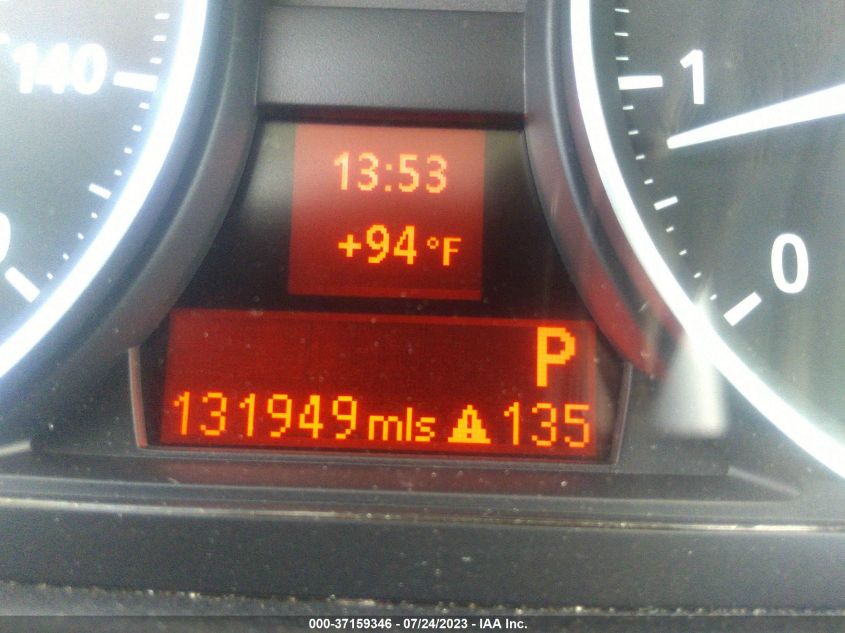 140
1
13:53
+94 °F
0
P
131949 mls 135
000-37159346 - 07/24/2023 - IAA Inc.